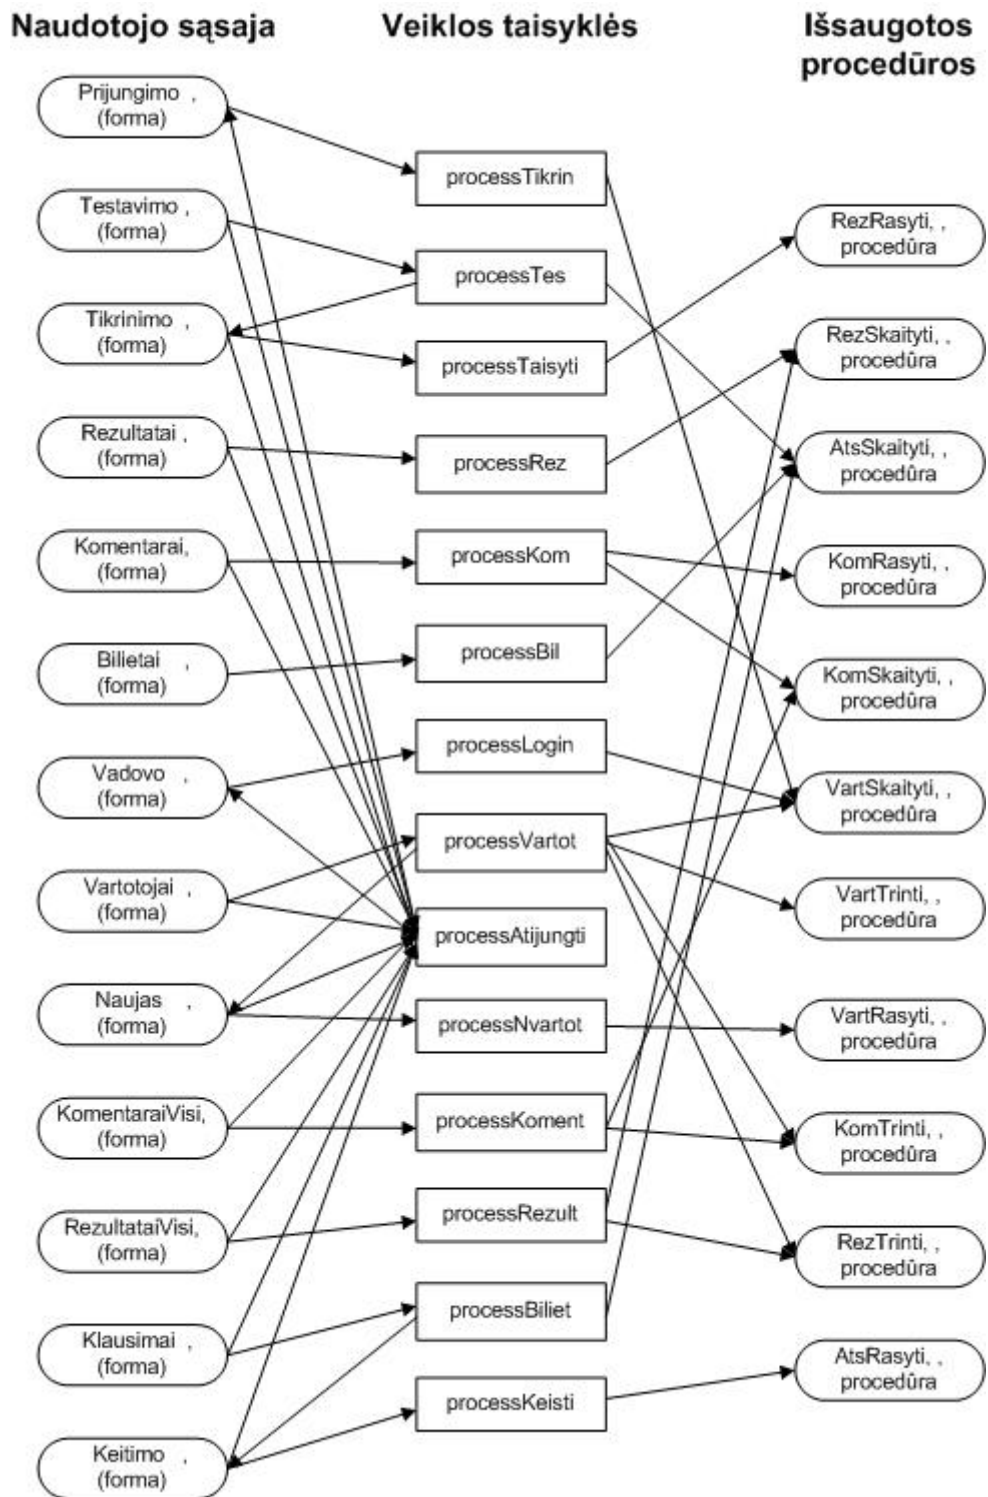 Naudotojo sąsaja
Veiklos taisyklės
Išsaugotos
procedūros
Prijungimo ,
(forma)
Testavimo ,
(forma)
Tikrinimo ,
(forma)
Rezultatai ,
(forma)
Komentarai,
(forma)
Bilietai ,
(forma)
Vadovo ,
(forma)
Vartotojai ,
(forma)
Naujas ,
(forma)
KomentaraiVisi,
(forma)
RezultataiVisi,
(forma)
Klausimai ,
(forma)
Keitimo ,
(forma)
processTikrin
processTes
processTaisyti
processRez
processKom
processBil
processLogin
processVartot
processAtijungti
processNvartot
processKoment
processRezult
processBiliet
processKeisti
RezRasyti, ,
procedûra
RezSkaityti, ,
procedûra
AtsSkaityti, ,
procedûra
KomRasyti, ,
procedûra
KomSkaityti, ,
procedûra
VartSkaityti, ,
procedûra
VartTrinti, ,
procedûra
VartRasyti, ,
procedûra
KomTrinti, ,
procedûra
RezTrinti, ,
procedûra
AtsRasyti, ,
procedûra